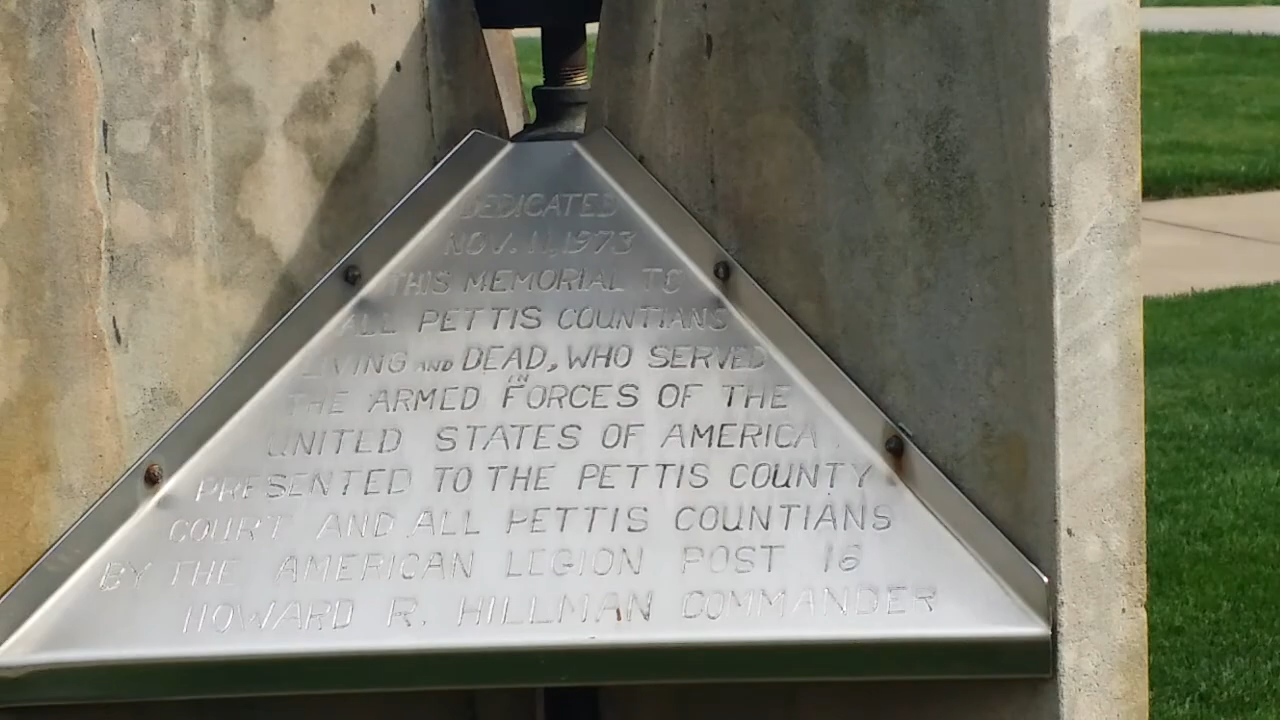 DEDICATED
NOV. 11, 1973
THIS MEMORIAL TO
ALL PETTIS COUNTIANS
LIVING AND DEAD, WHO SERVED
IN
THE ARMED FORCES OF THE
UNITED STATES OF AMERICA.
PRESENTED TO THE PETTIS COUNTY
COURT AND ALL PETTIS COUNTIANS
BY THE AMERICAN LEGION POST 16
HOWARD R. HILLMAN COMMANDER